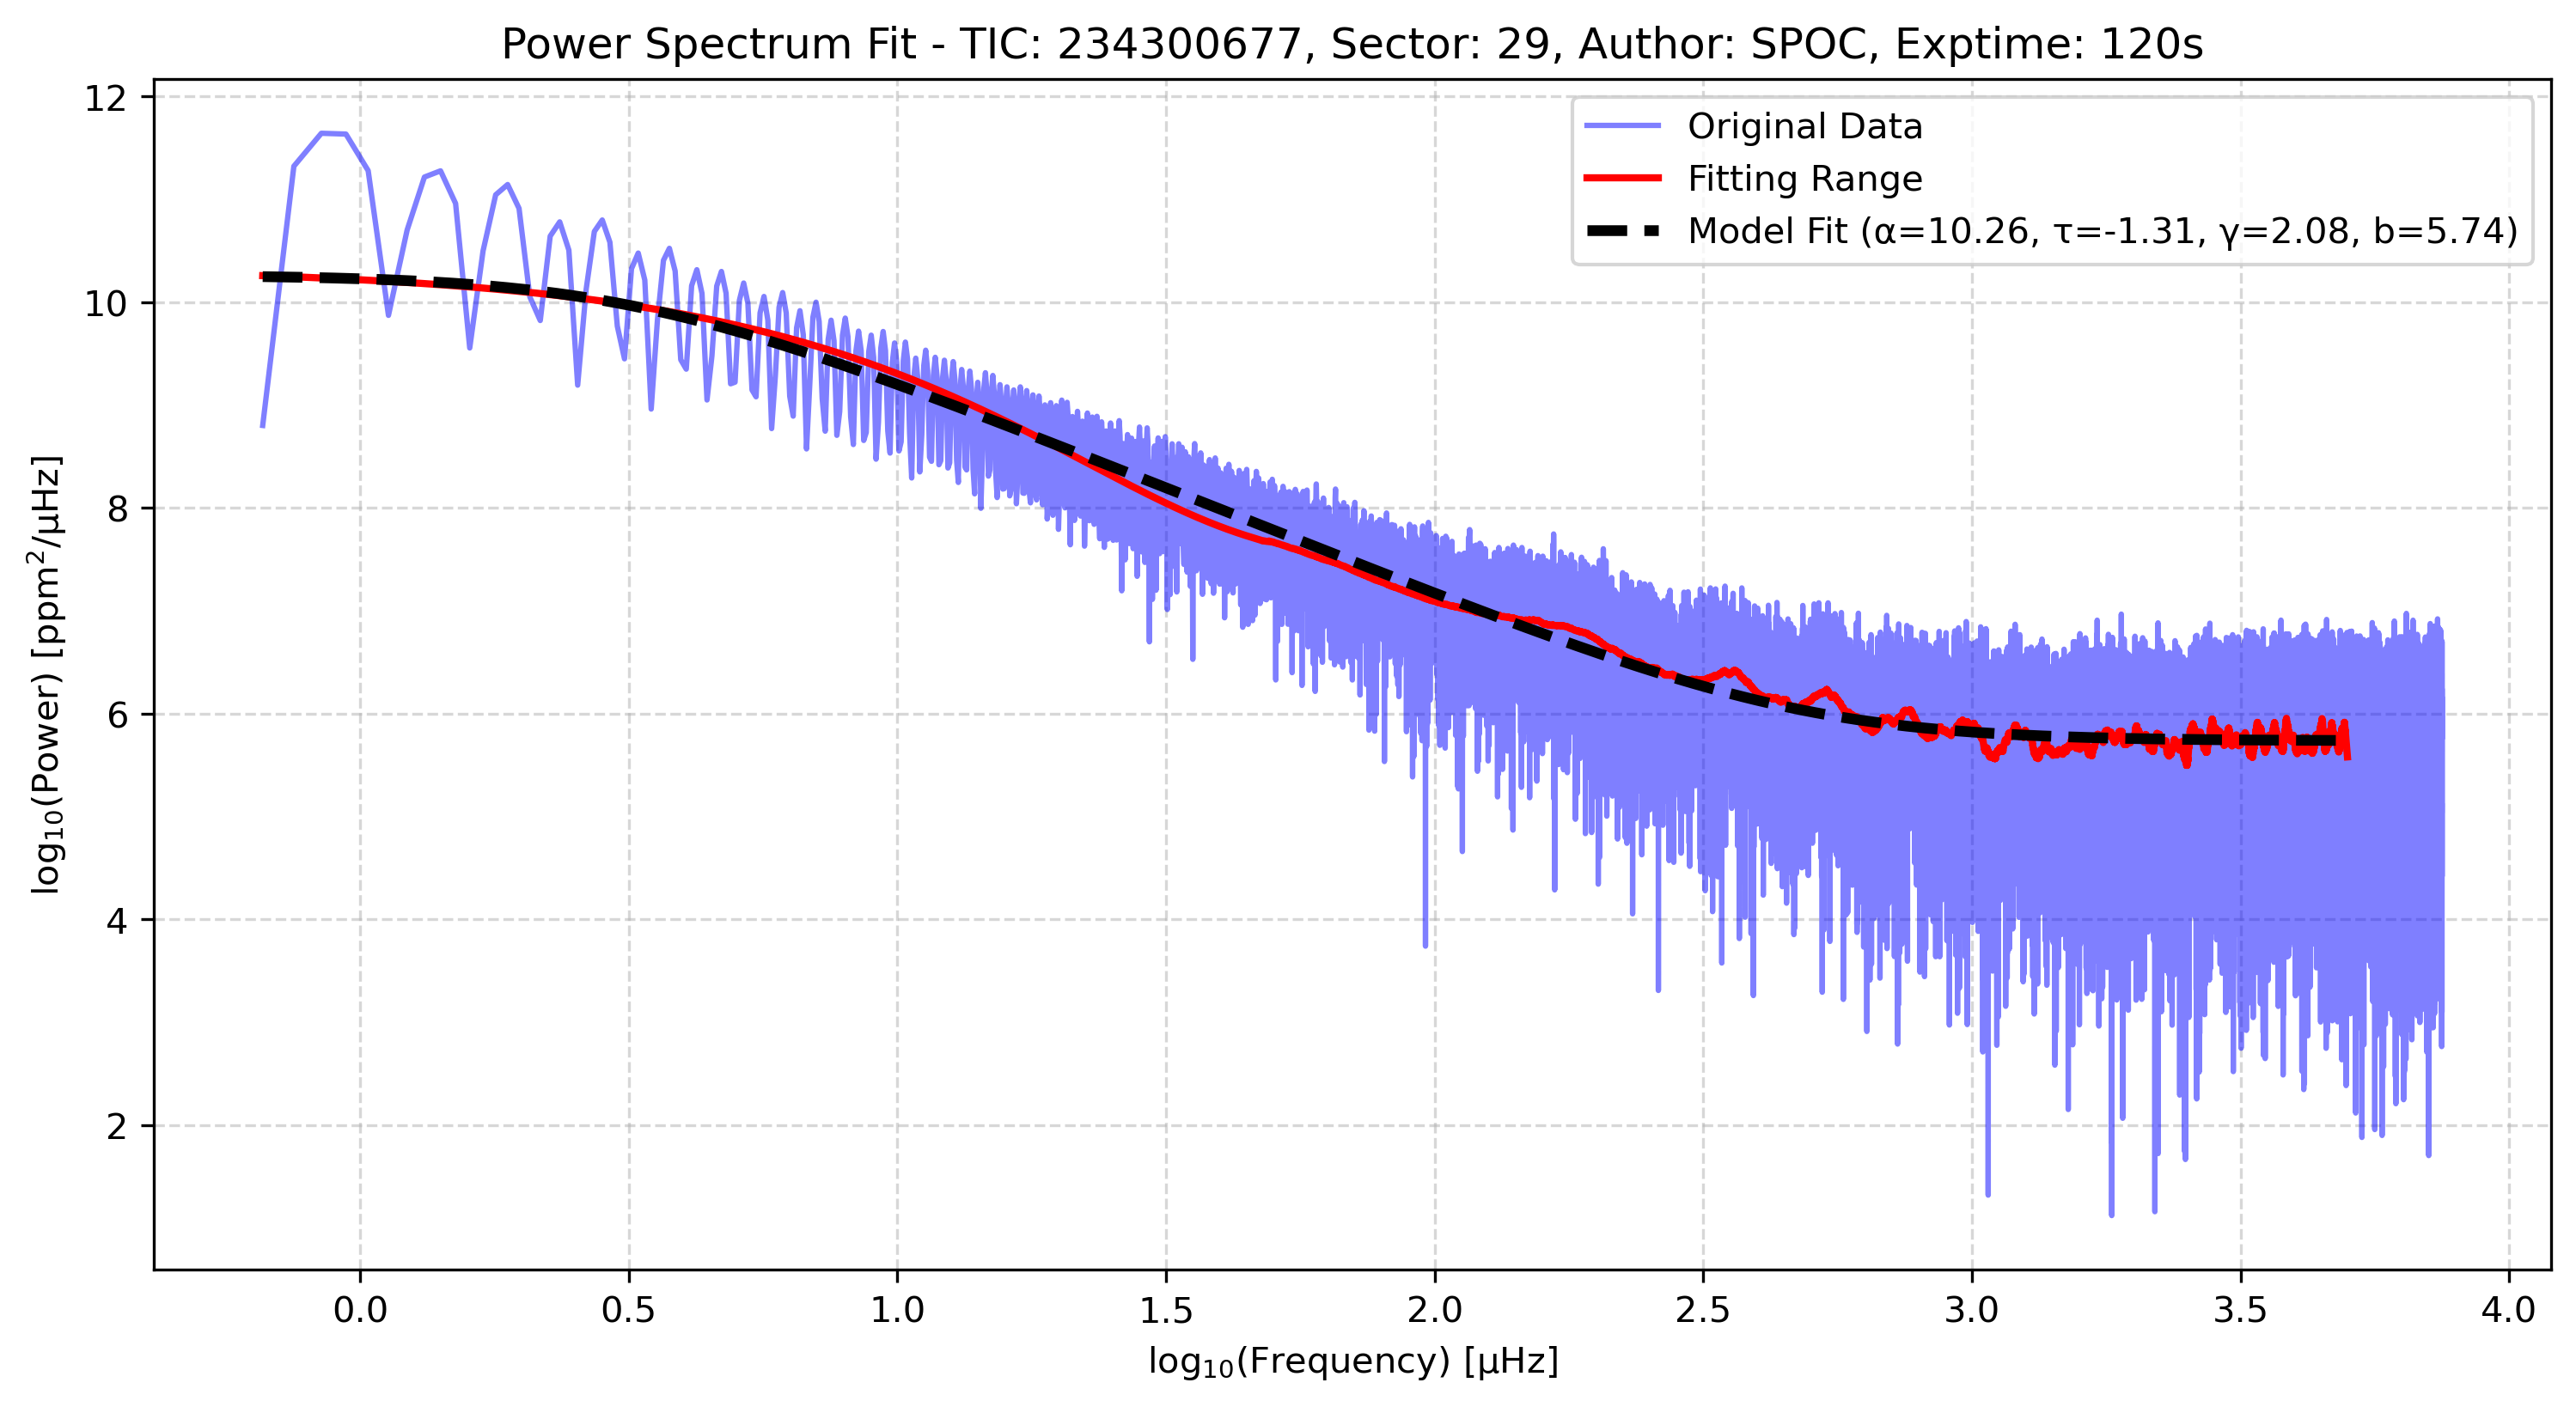 Power Spectrum Fit - TIC: 234300677, Sector: 29, Author: SPOC, Exptime: 120s
Original Data
Fitting Range
Model Fit (α=10.26, τ=-1.31, γ=2.08, b=5.74)
log₁₀(Power) [ppm²/μHz]
12
10
8
6
4
2
0.0 0.5 1.0 1.5 2.0 2.5 3.0 3.5 4.0
log₁₀(Frequency) [μHz]